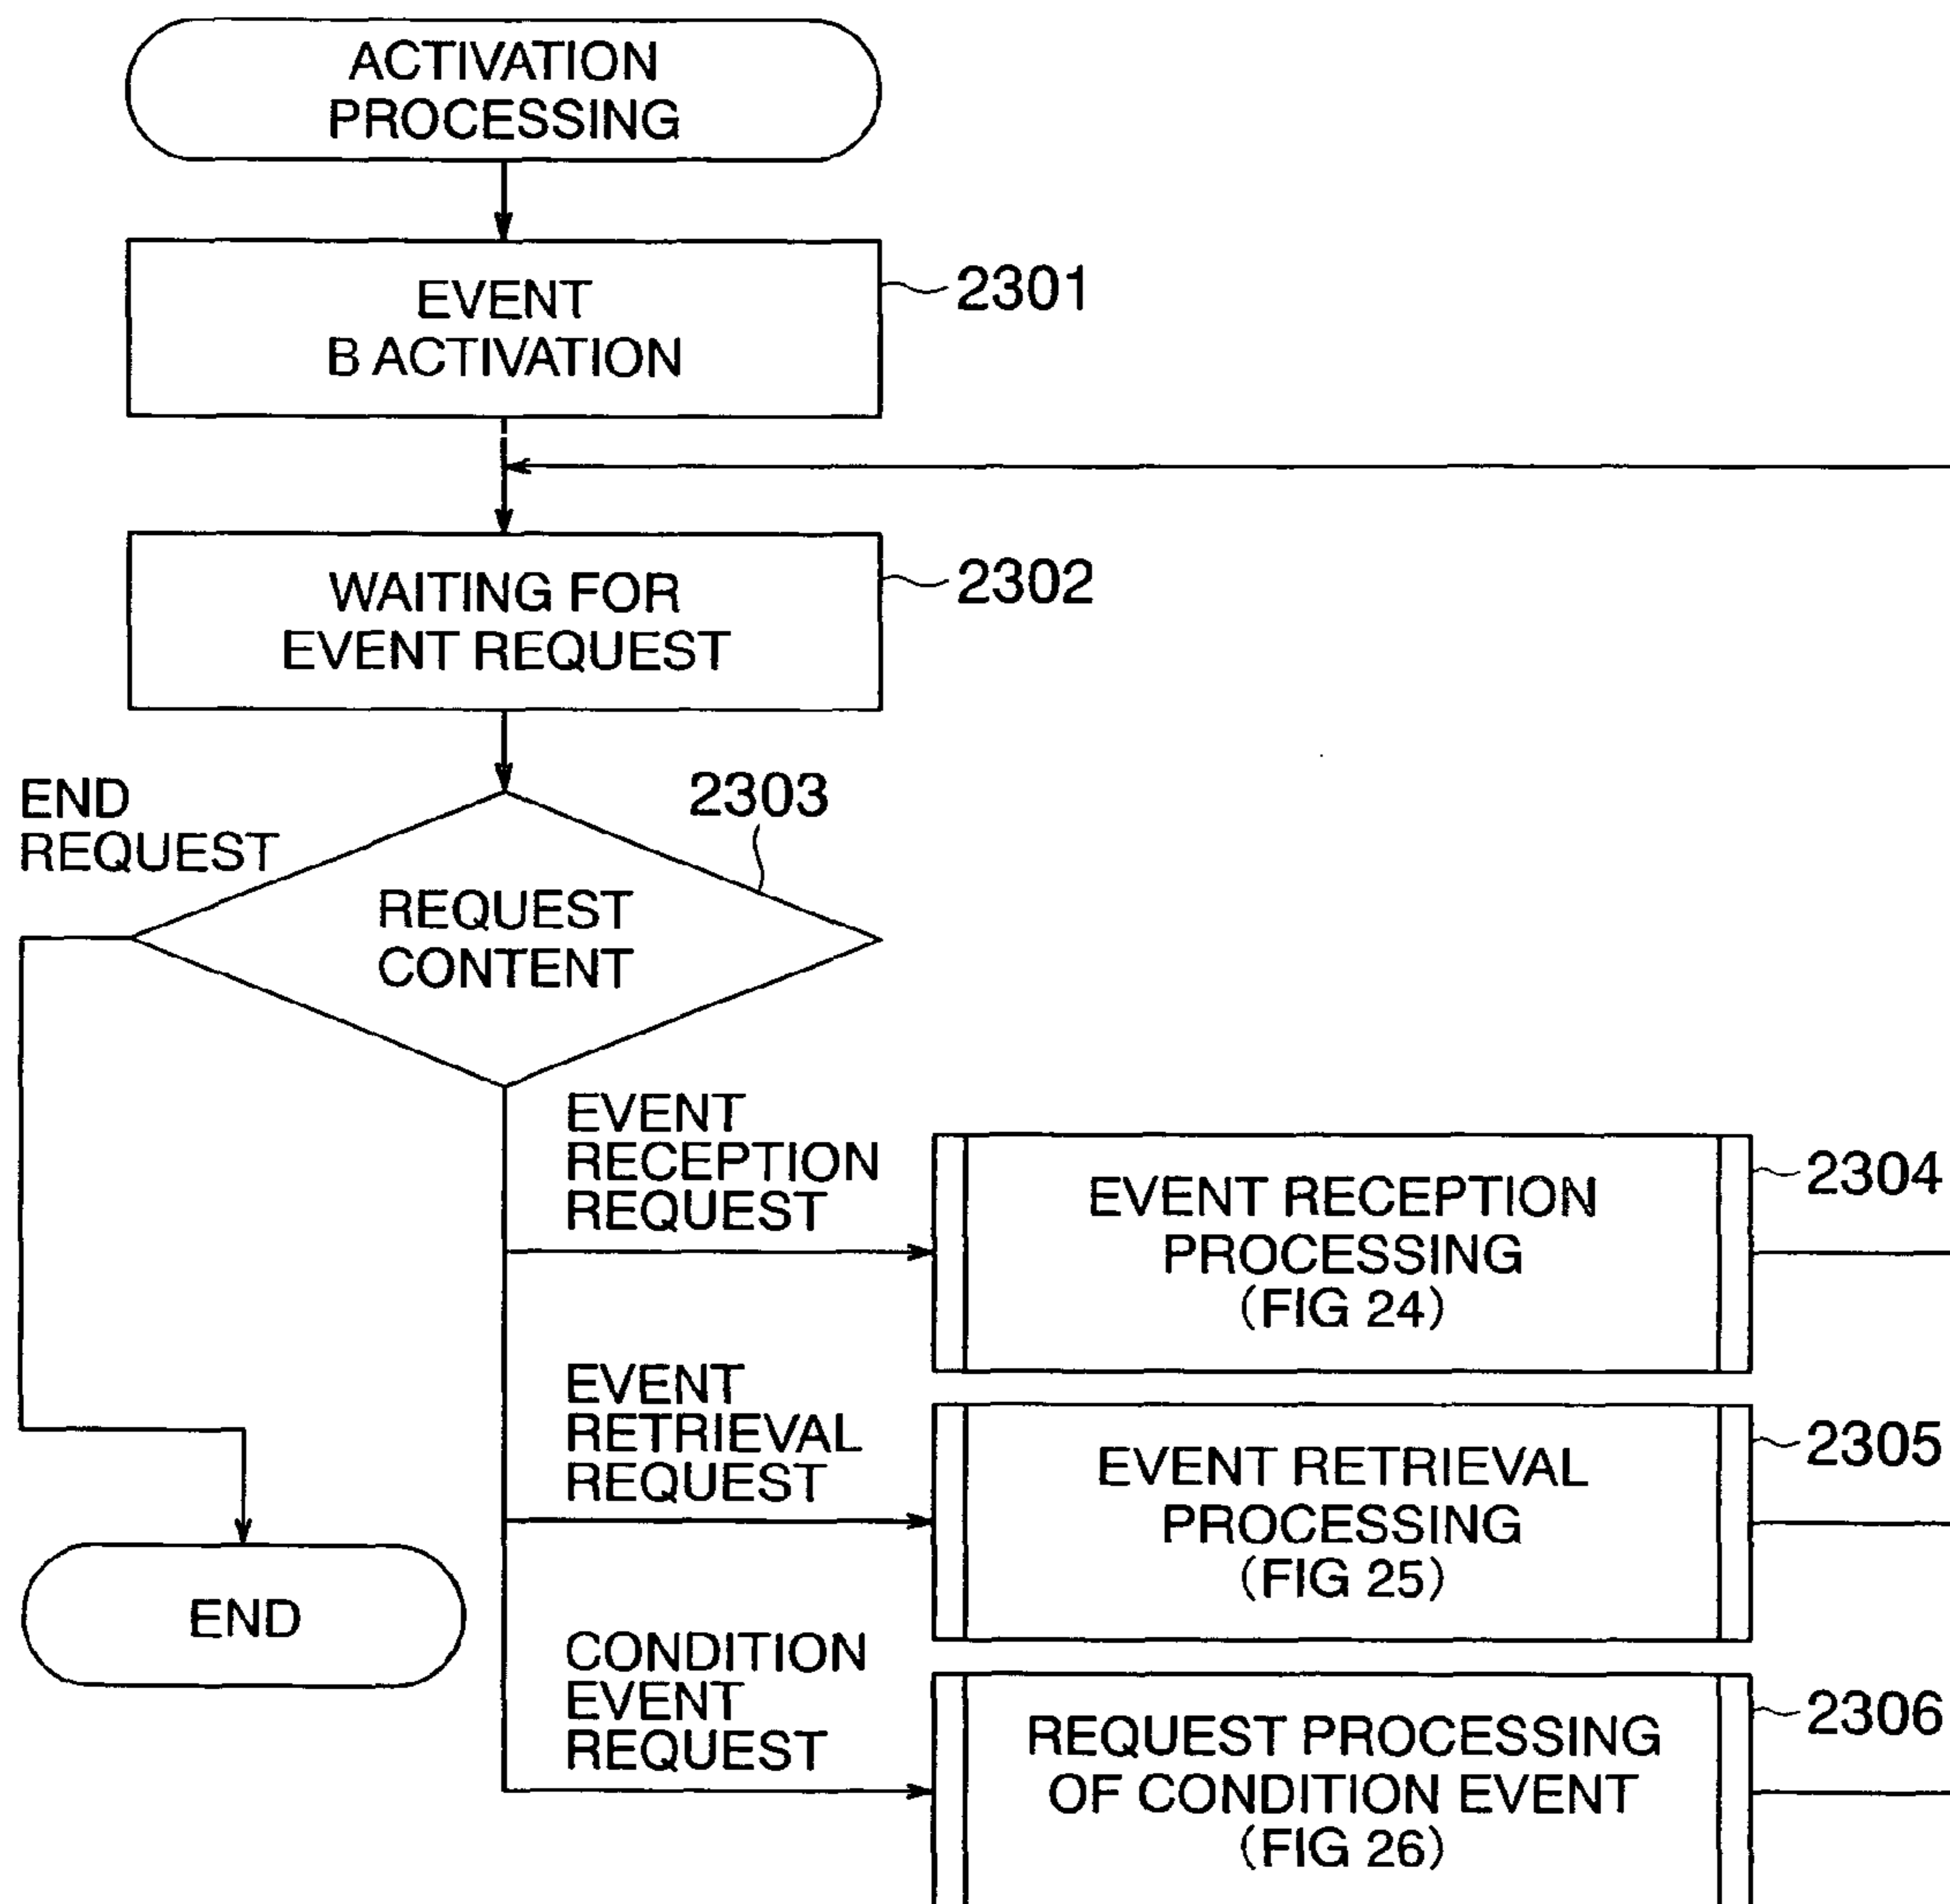 ACTIVATION
PROCESSING
EVENT
B ACTIVATION
2301
WAITING FOR
EVENT REQUEST
2302
END
REQUEST
2303
REQUEST
CONTENT
EVENT
RECEPTION
REQUEST
EVENT RECEPTION
PROCESSING
(FIG 24)
2304
EVENT
RETRIEVAL
REQUEST
EVENT RETRIEVAL
PROCESSING
(FIG 25)
2305
END
CONDITION
EVENT
REQUEST
REQUEST PROCESSING
OF CONDITION EVENT
(FIG 26)
2306